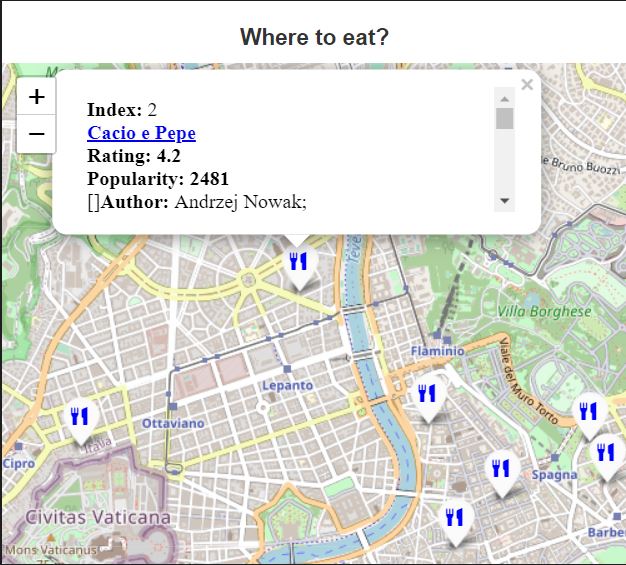 Where to eat?
+
−
×
Index: 2
Cacio e Pepe
Rating: 4.2
Popularity: 2481
[]Author: Andrzej Nowak;
e Bruno Buozzi
Villa Borghese
Flaminio
Viale del Muro Torto
Lepanto
Ottaviano
Italia
Cipro
Spagna
Civitas Vaticana
Barbe
Mons Vaticanus